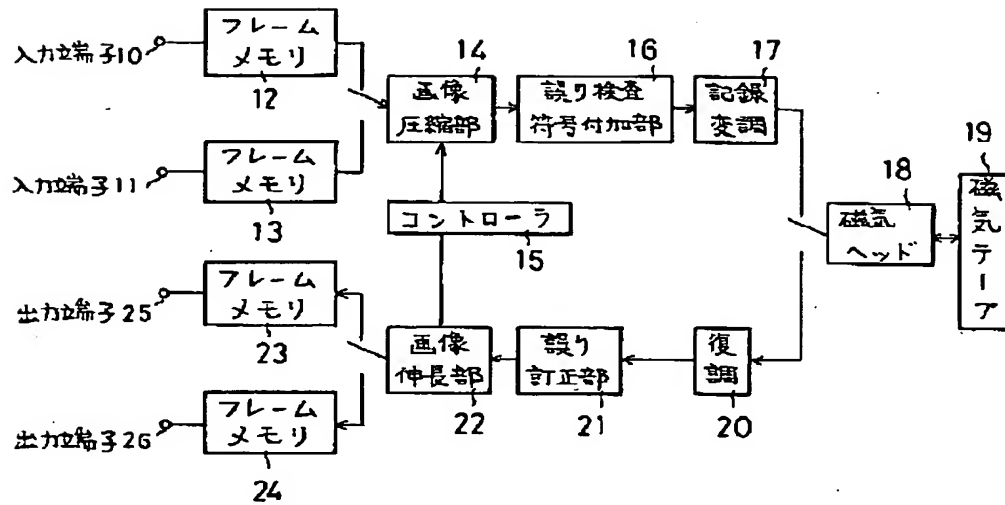 入力端子10
フレーム
メモリ
12
入力端子11
フレーム
メモリ
13
14
画像
圧縮部
16
誤り検査
符号付加部
17
記録
変調
コントローラ
15
18
磁気
ヘッド
19
磁
気
テ
ー
プ
出力端子25
フレーム
メモリ
23
出力端子26
フレーム
メモリ
24
画像
伸長部
22
誤り
訂正部
21
復
調
20